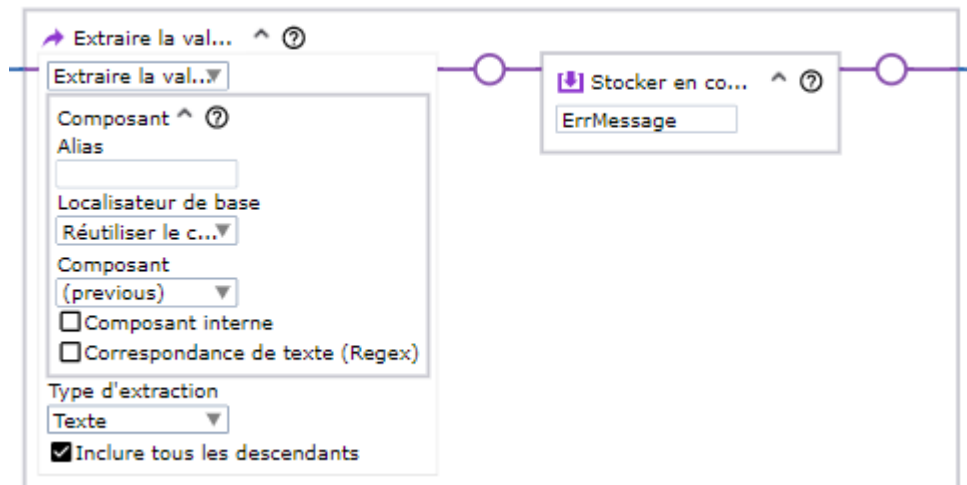 Extraire la val...
Extraire la val...
Composant
Alias
Localisateur de base
Réutiliser le c...
Composant
(previous)
Composant interne
Correspondance de texte (Regex)
Type d'extraction
Texte
Inclure tous les descendants
Stocker en co...
ErrMessage